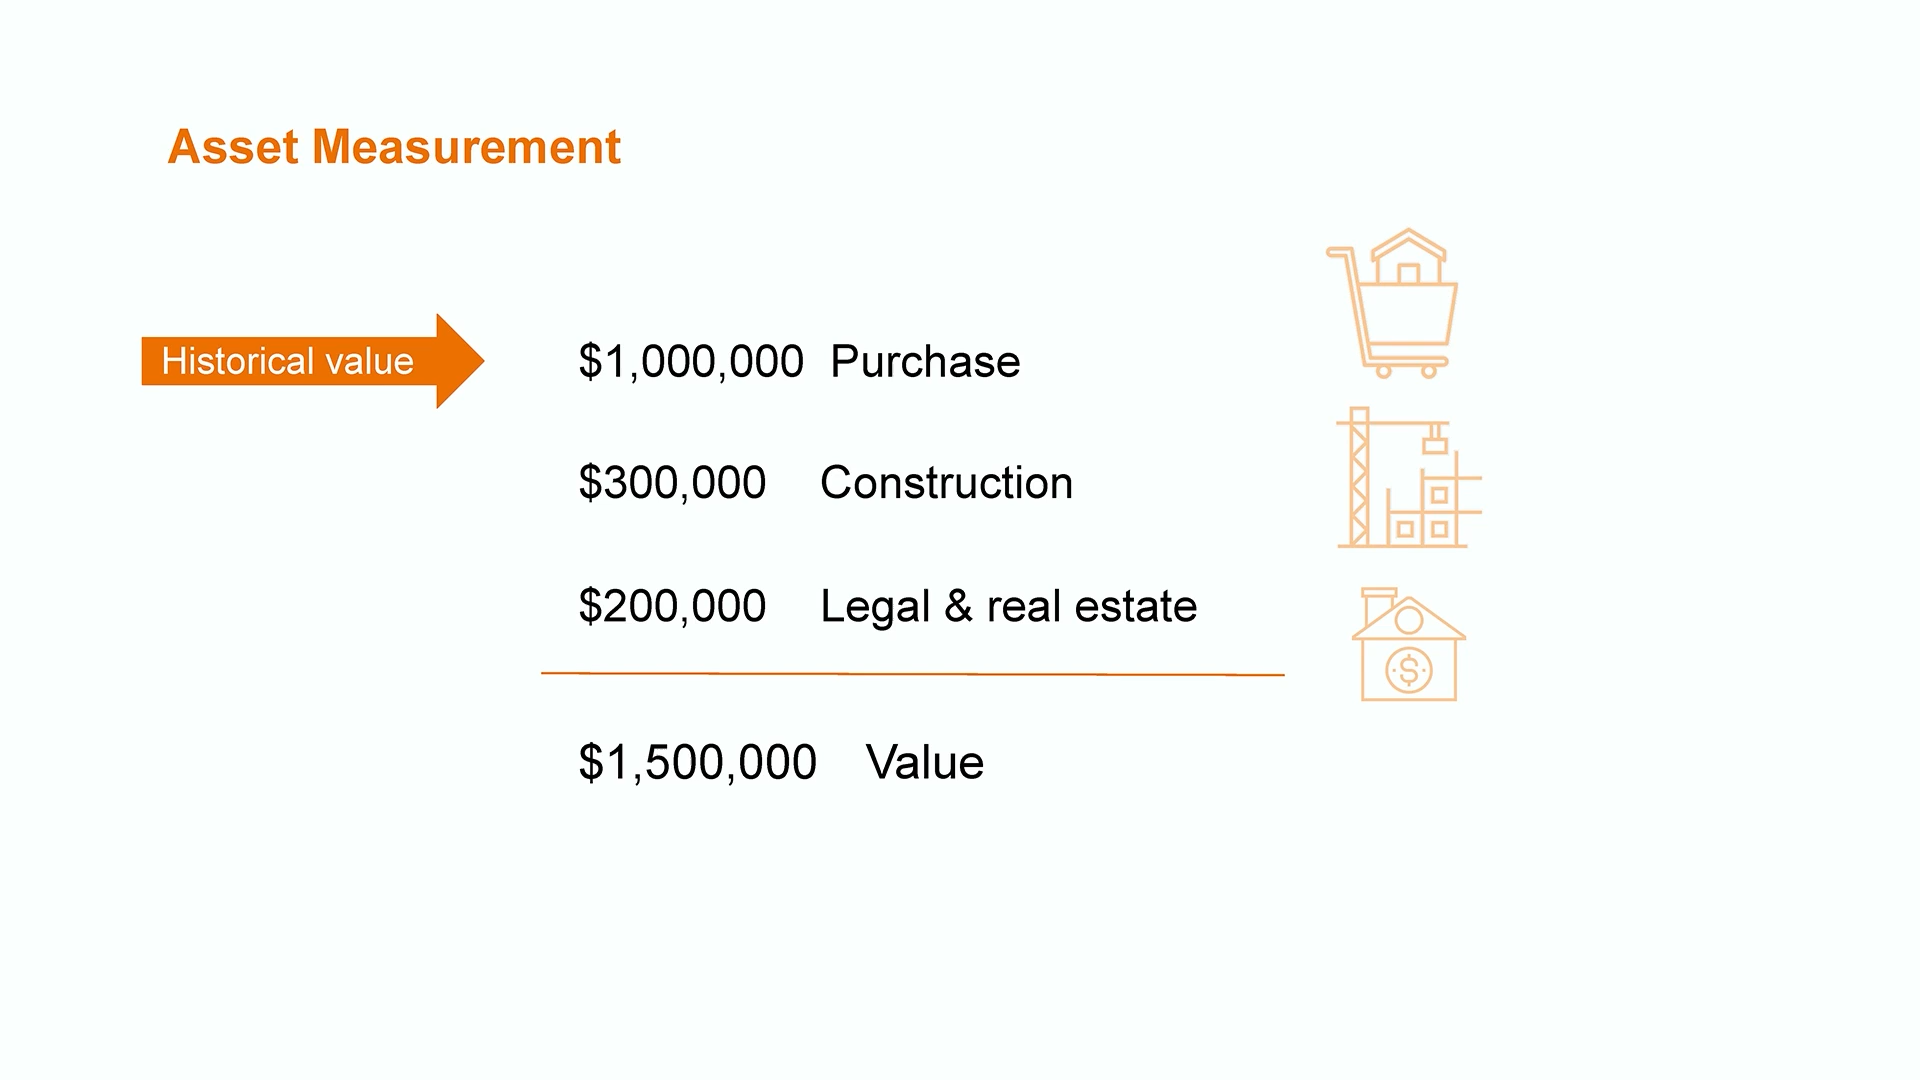 Asset Measurement
Historical value
$1,000,000 Purchase
$300,000 Construction
$200,000 Legal & real estate
$
$1,500,000 Value